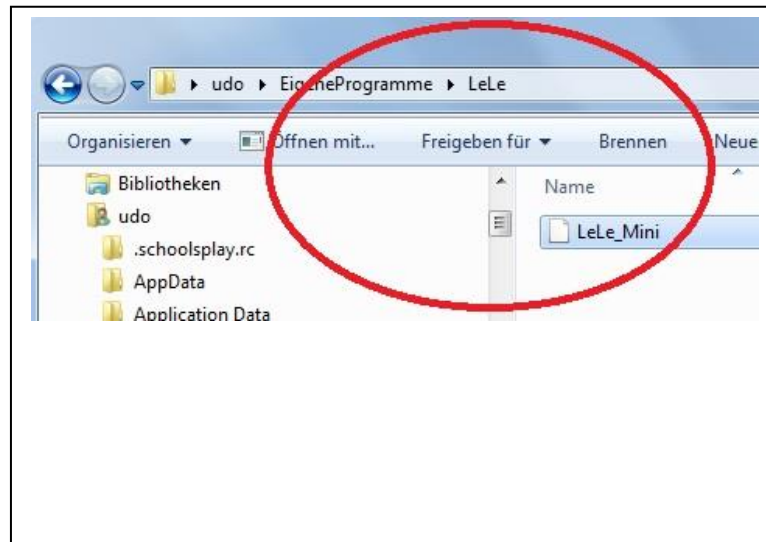 udo ▸ EigeneProgramme ▸ LeLe
Organisieren ▾ Öffnen mit... Freigeben für ▾ Brennen Neue
Bibliotheken
udo
.schoolsplay.rc
AppData
Application Data
Name
LeLe_Mini